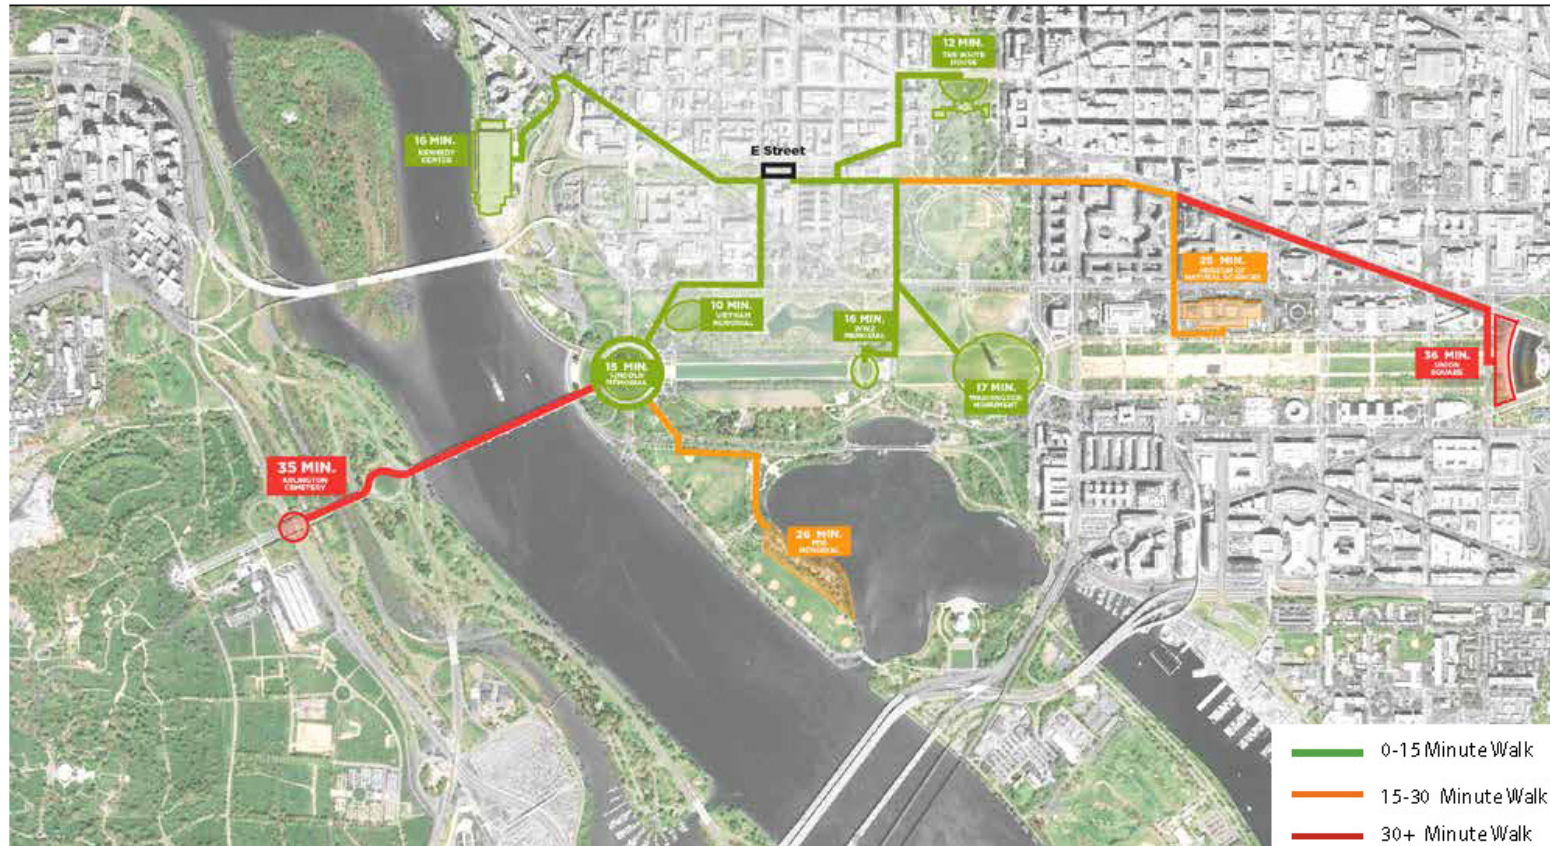 12 MIN.
THE WHITE
HOUSE
16 MIN.
KENNEDY
CENTER
E Street
25 MIN.
MUSEUM OF
NATURAL SCIENCES
10 MIN.
VIETNAM
MEMORIAL
16 MIN.
WW2
MEMORIAL
15 MIN.
LINCOLN
MEMORIAL
36 MIN.
UNION
SQUARE
17 MIN.
WASHINGTON
MONUMENT
35 MIN.
ARLINGTON
CEMETERY
26 MIN.
MEMORIAL
0-15 Minute Walk
15-30 Minute Walk
30+ Minute Walk